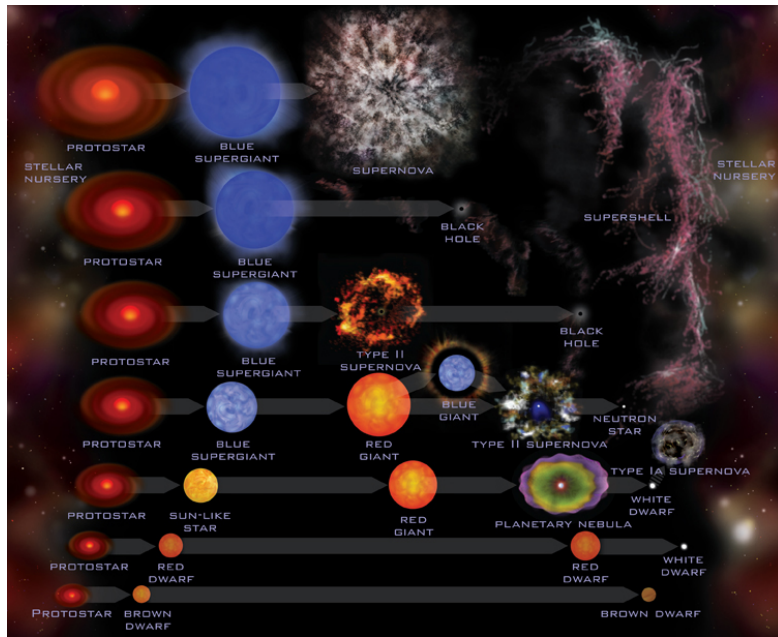 PROTOSTAR
BLUE
SUPERGIANT
SUPERNOVA
STELLAR
NURSERY
STELLAR
NURSERY
PROTOSTAR
BLUE
SUPERGIANT
BLACK
HOLE
SUPERSHELL
PROTOSTAR
BLUE
SUPERGIANT
TYPE II
SUPERNOVA
BLACK
HOLE
PROTOSTAR
BLUE
SUPERGIANT
RED
GIANT
BLUE
GIANT
TYPE II SUPERNOVA
NEUTRON
STAR
TYPE IA SUPERNOVA
PROTOSTAR
SUN-LIKE
STAR
RED
GIANT
PLANETARY NEBULA
WHITE
DWARF
PROTOSTAR
RED
DWARF
RED
DWARF
WHITE
DWARF
PROTOSTAR
BROWN
DWARF
BROWN DWARF